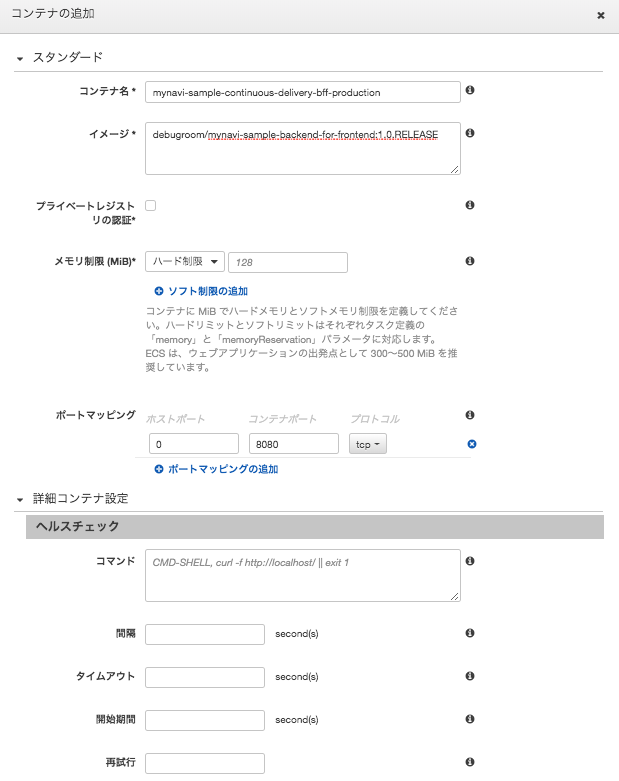 コンテナの追加
スタンダード
コンテナ名 *
mynavi-sample-continuous-delivery-bff-production
イメージ *
debugroom/mynavi-sample-backend-for-frontend:1.0.RELEASE
プライベートレジスト
リの認証*
メモリ制限 (MiB)*
ハード制限
128
ソフト制限の追加
コンテナに MiB でハードメモリとソフトメモリ制限を定義してくださ
い。ハードリミットとソフトリミットはそれぞれタスク定義の
「memory」と「memoryReservation」パラメータに対応します。
ECS は、ウェブアプリケーションの出発点として 300〜500 MiB を推
奨しています。
ポートマッピング
ホストポート
コンテナポート
プロトコル
0
8080
tcp
ポートマッピングの追加
詳細コンテナ設定
ヘルスチェック
コマンド
CMD-SHELL, curl -f http://localhost/ || exit 1
間隔
second(s)
タイムアウト
second(s)
開始期間
second(s)
再試行